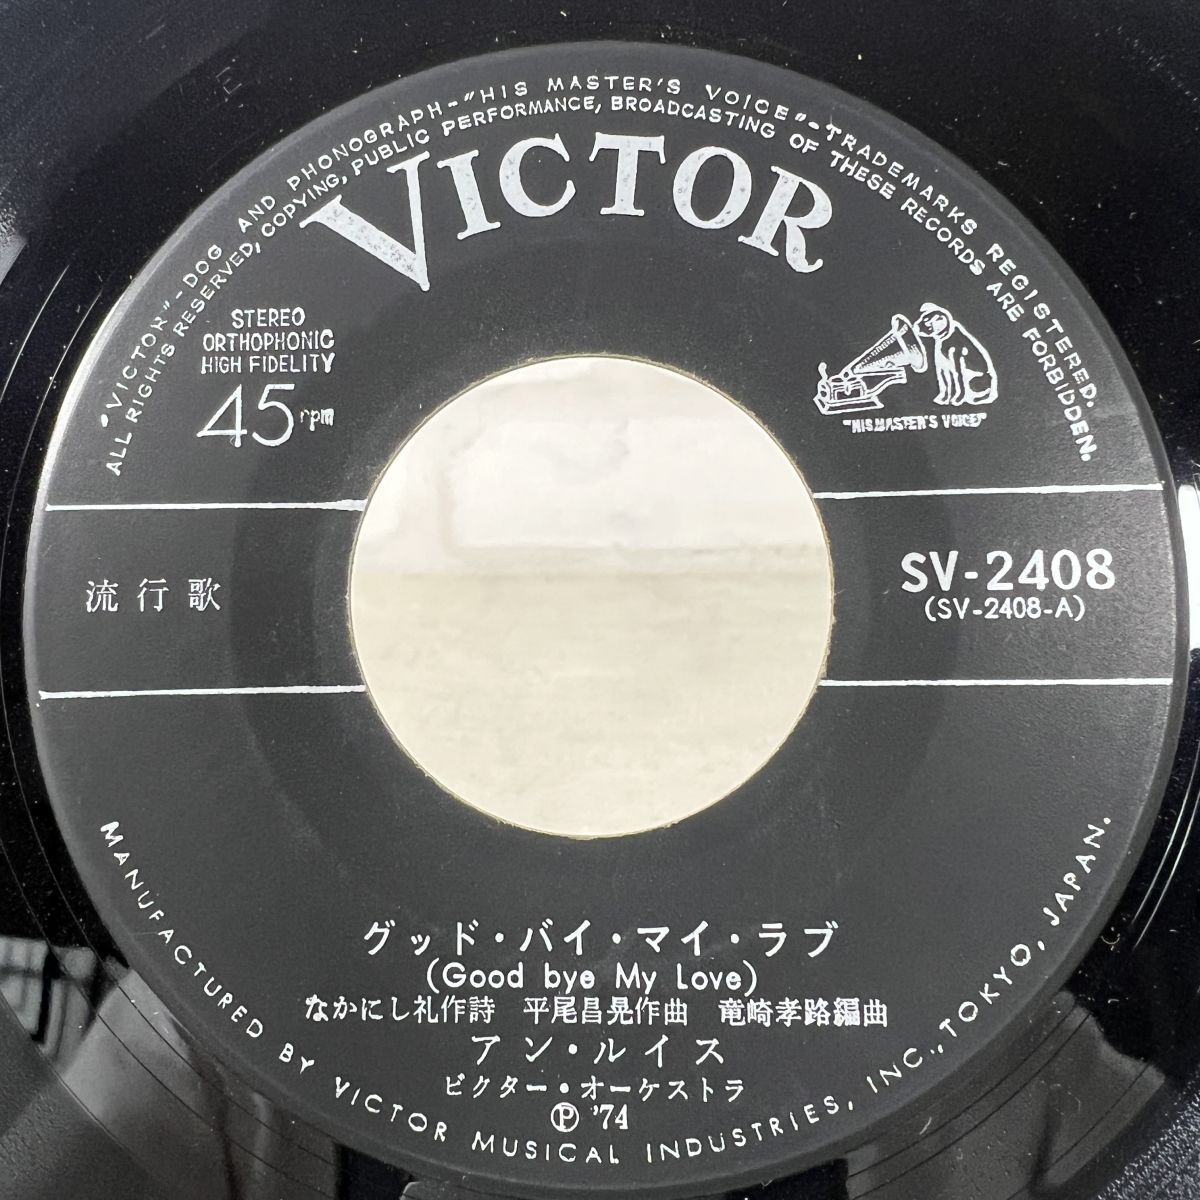 "VICTOR"-DOG AND PHONOGRAPH-"HIS MASTER'S VOICE"-TRADEMARKS REGISTERED.
ALL RIGHTS RESERVED, COPYING, PUBLIC PERFORMANCE, BROADCASTING OF THESE RECORDS ARE FORBIDDEN.
VICTOR
STEREO
ORTHOPHONIC
HIGH FIDELITY
45rpm
"HIS MASTER'S VOICE"
流行歌
SV-2408
(SV-2408-A)
グッド・バイ・マイ・ラブ
(Good bye My Love)
なかにし礼作詩 平尾昌晃作曲 竜崎孝路編曲
アン・ルイス
ビクター・オーケストラ
Ⓟ '74
MANUFACTURED BY VICTOR MUSICAL INDUSTRIES, INC., TOKYO, JAPAN.